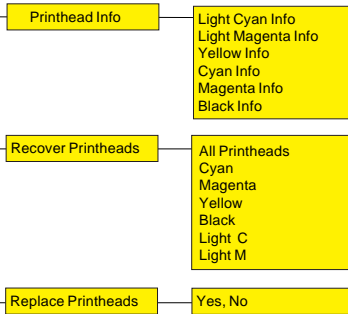 Printhead Info
Light Cyan Info
Light Magenta Info
Yellow Info
Cyan Info
Magenta Info
Black Info
Recover Printheads
All Printheads
Cyan
Magenta
Yellow
Black
Light C
Light M
Replace Printheads
Yes, No